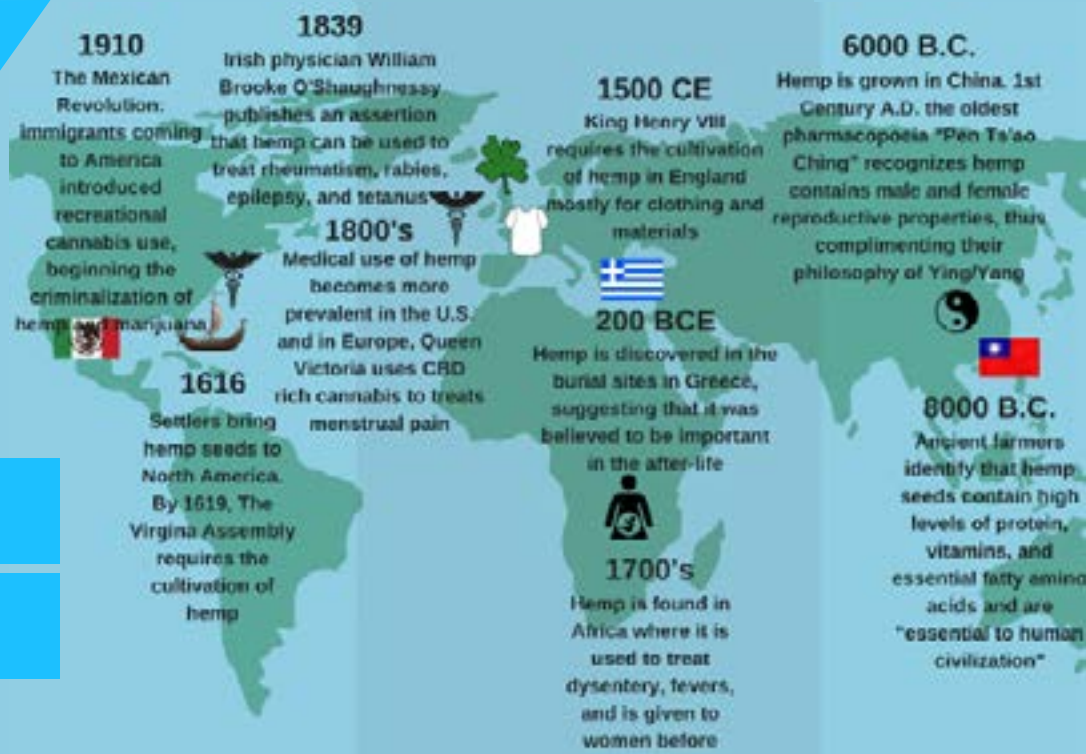 1910
The Mexican
Revolution.
immigrants coming
to America
introduced
recreational
cannabis use,
beginning the
criminalization of
hemp and marijuana
1839
Irish physician William
Brooke O'Shaughnessy
publishes an assertion
that hemp can be used to
treat rheumatism, rabies,
epilepsy, and tetanus
1800's
Medical use of hemp
becomes more
prevalent in the U.S.
and in Europe, Queen
Victoria uses CBD
rich cannabis to treats
menstrual pain
1616
Settlers bring
hemp seeds to
North America.
By 1619, The
Virgina Assembly
requires the
cultivation of
hemp
1500 CE
King Henry VIII
requires the cultivation
of hemp in England
mostly for clothing and
materials
200 BCE
Hemp is discovered in the
burial sites in Greece,
suggesting that it was
believed to be important
in the after-life
1700's
Hemp is found in
Africa where it is
used to treat
dysentery, fevers,
and is given to
women before
6000 B.C.
Hemp is grown in China. 1st
Century A.D. the oldest
pharmacopoeia "Pen Ts'ao
Ching" recognizes hemp
contains male and female
reproductive properties, thus
complimenting their
philosophy of Ying/Yang
8000 B.C.
Ancient farmers
identify that hemp
seeds contain high
levels of protein,
vitamins, and
essential fatty amino
acids and are
"essential to human
civilization"